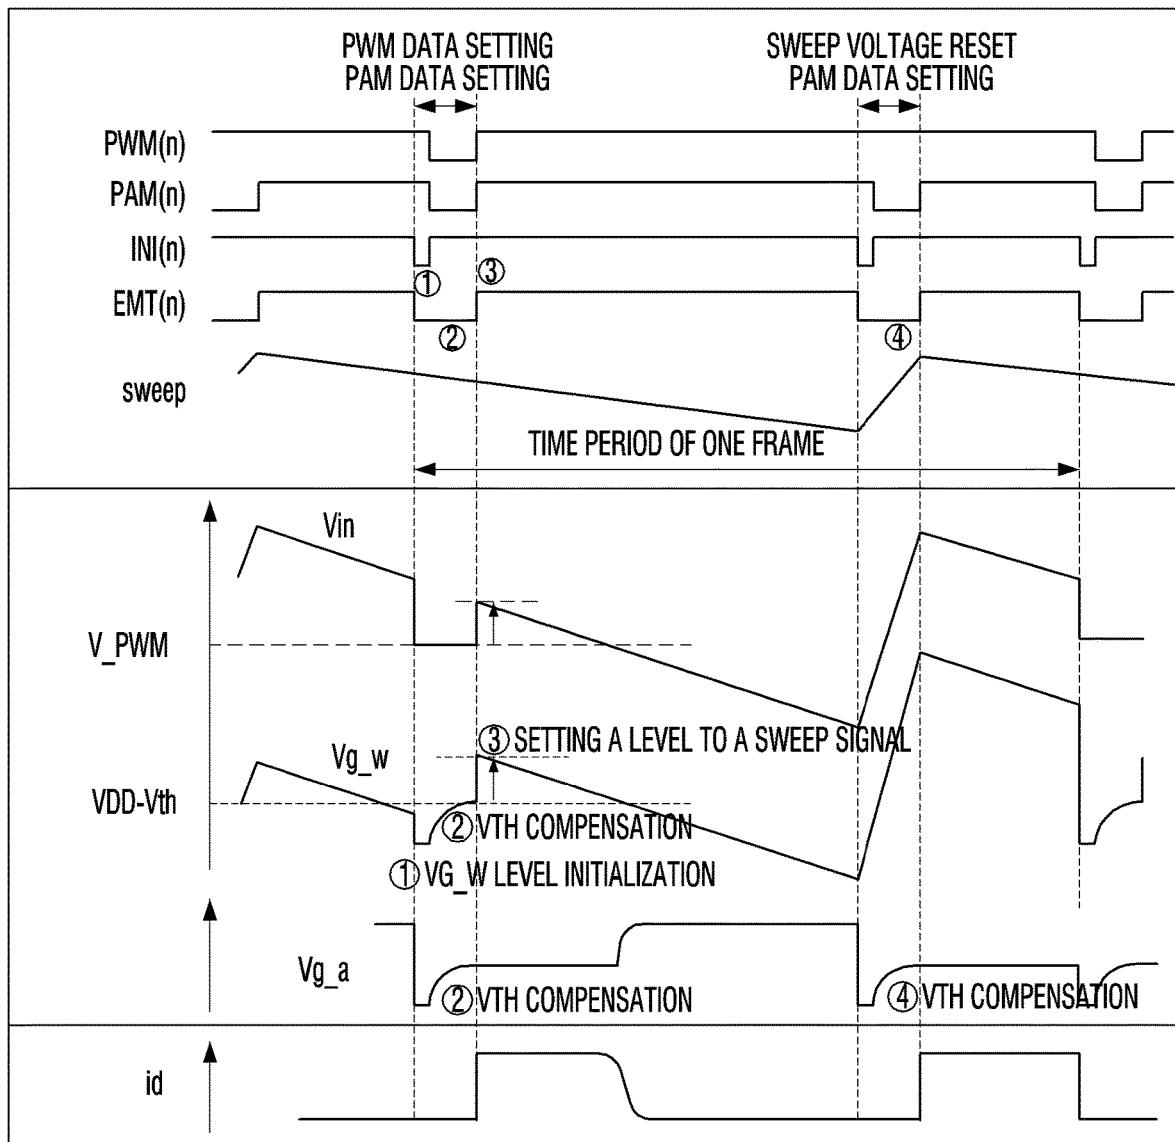 PWM DATA SETTING
PAM DATA SETTING
SWEEP VOLTAGE RESET
PAM DATA SETTING
PWM(n)
PAM(n)
INI(n)
① ③
EMT(n)
② ④
sweep
TIME PERIOD OF ONE FRAME
Vin
V_PWM
③ SETTING A LEVEL TO A SWEEP SIGNAL
Vg_w
VDD-Vth
② VTH COMPENSATION
① VG_W LEVEL INITIALIZATION
Vg_a
② VTH COMPENSATION
④ VTH COMPENSATION
id